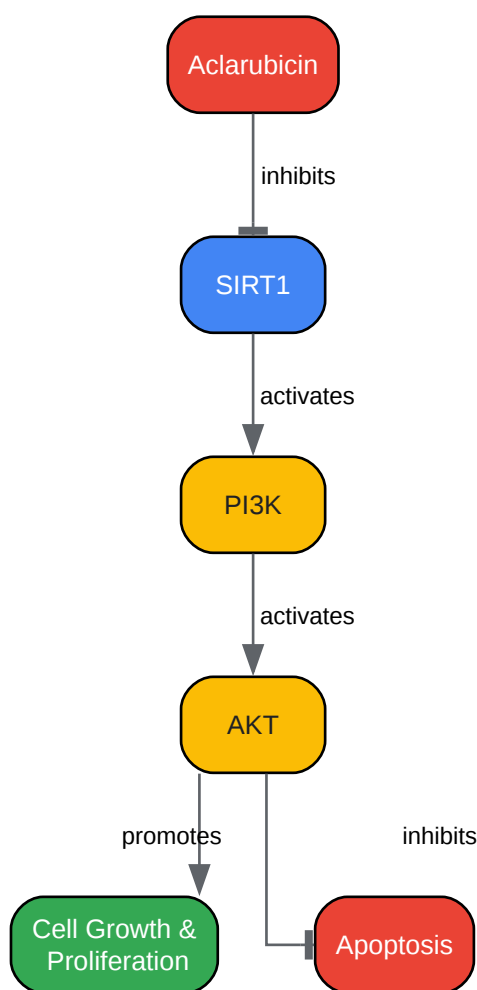 Aclarubicin
inhibits
SIRT1
activates
PI3K
activates
AKT
promotes
inhibits
Cell Growth &
Proliferation
Apoptosis